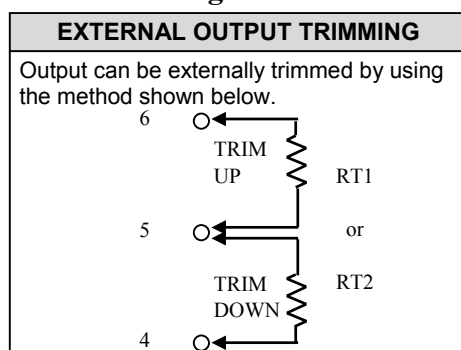 EXTERNAL OUTPUT TRIMMING
Output can be externally trimmed by using
the method shown below.
6
TRIM
UP
RT1
5
or
TRIM
DOWN
RT2
4